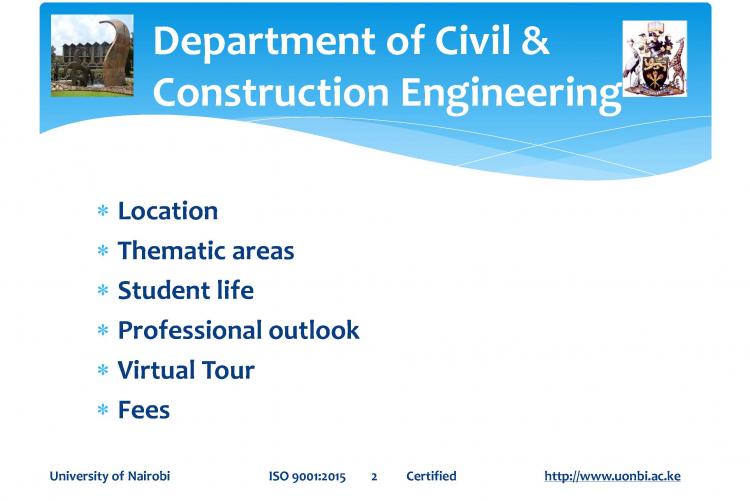 Department of Civil &
Construction Engineering
* Location
* Thematic areas
* Student life
* Professional outlook
* Virtual Tour
* Fees
University of Nairobi ISO 9001:2015 2 Certified http://www.uonbi.ac.ke